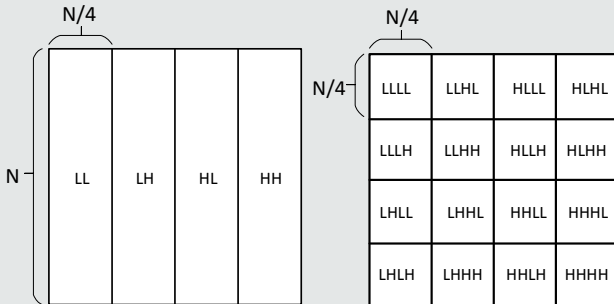 N/4
N
LL LH HL HH
N/4
N/4
LLLL LLHL HLLL HLHL
LLLH LLHH HLLH HLHH
LHLL LHHL HHLL HHHL
LHLH LHHH HHLH HHHH